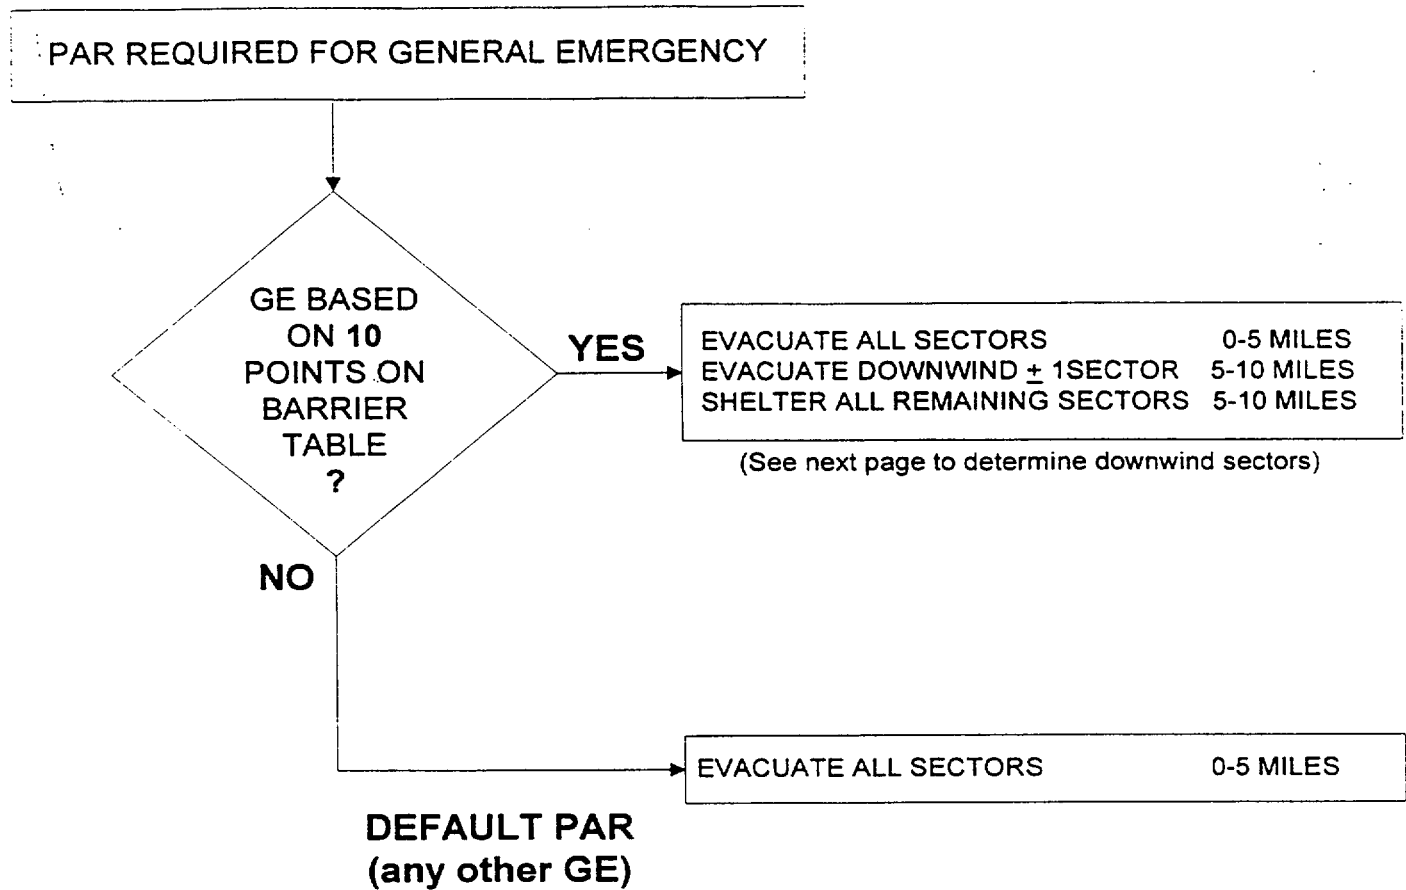 PAR REQUIRED FOR GENERAL EMERGENCY
GE BASED
ON 10
POINTS ON
BARRIER
TABLE
?
YES
EVACUATE ALL SECTORS 0-5 MILES
EVACUATE DOWNWIND ± 1SECTOR 5-10 MILES
SHELTER ALL REMAINING SECTORS 5-10 MILES
(See next page to determine downwind sectors)
NO
EVACUATE ALL SECTORS 0-5 MILES
DEFAULT PAR
(any other GE)